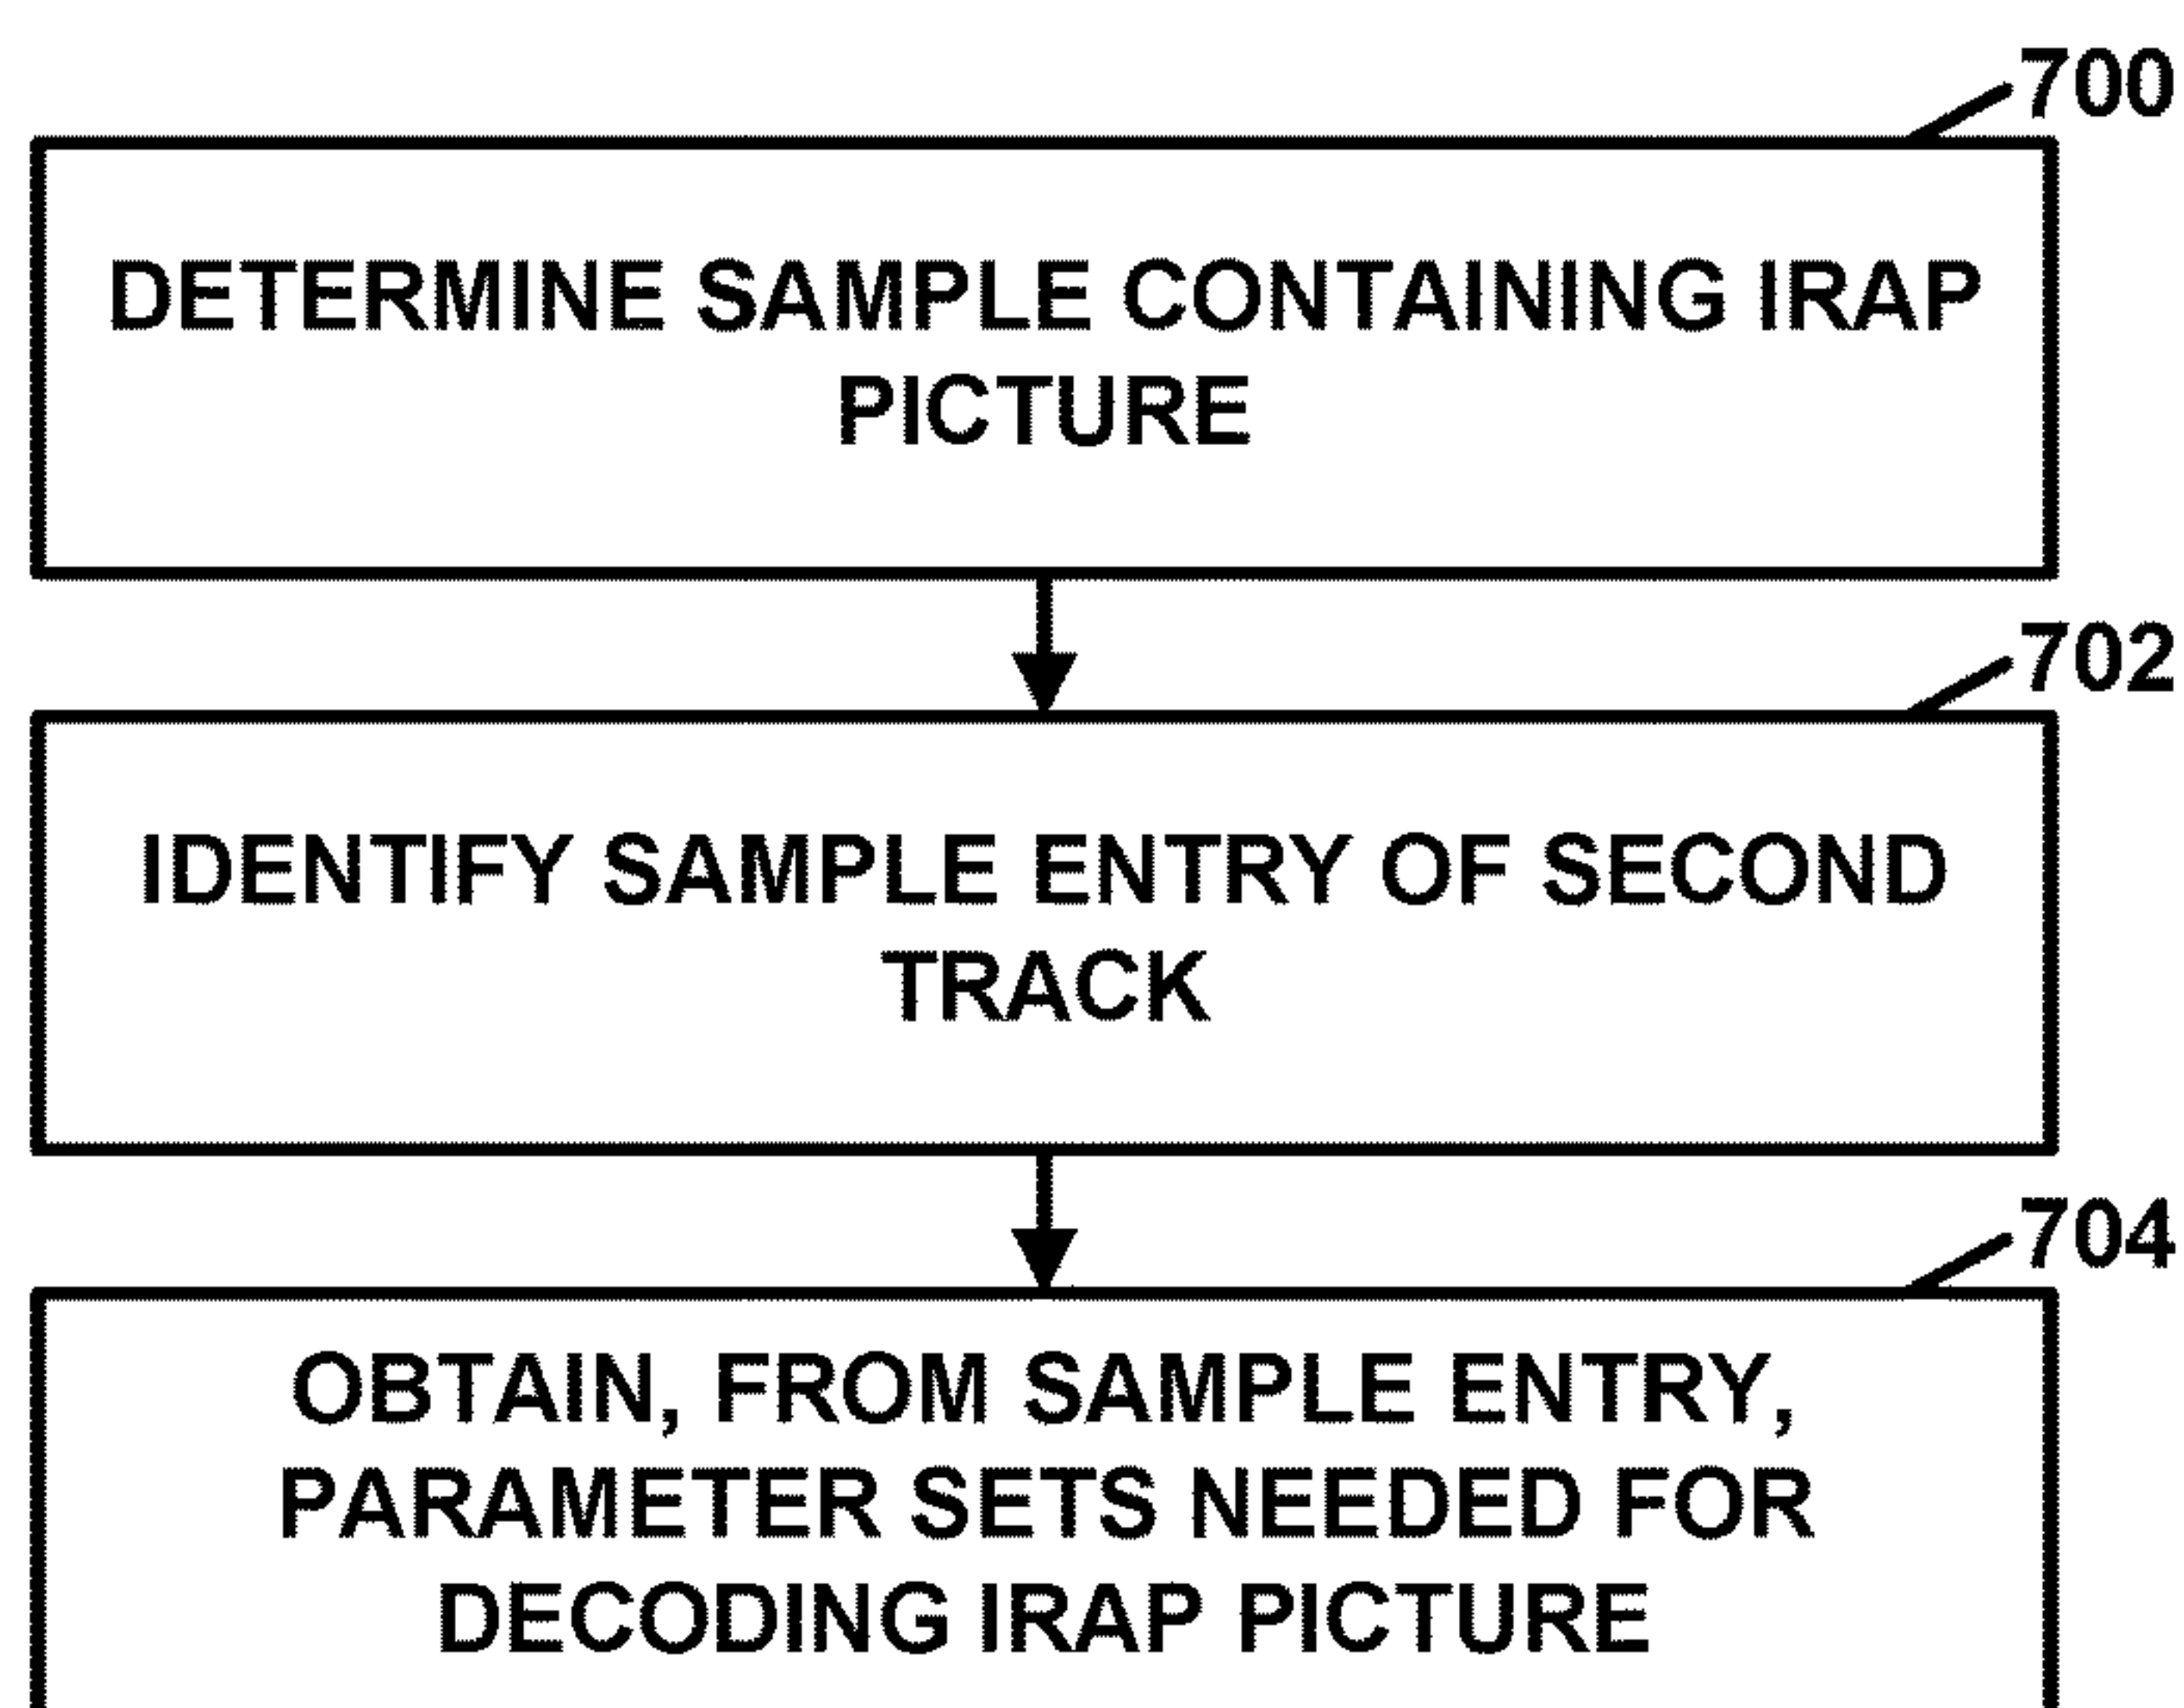 700
DETERMINE SAMPLE CONTAINING IRAP
PICTURE
702
IDENTIFY SAMPLE ENTRY OF SECOND
TRACK
704
OBTAIN, FROM SAMPLE ENTRY,
PARAMETER SETS NEEDED FOR
DECODING IRAP PICTURE